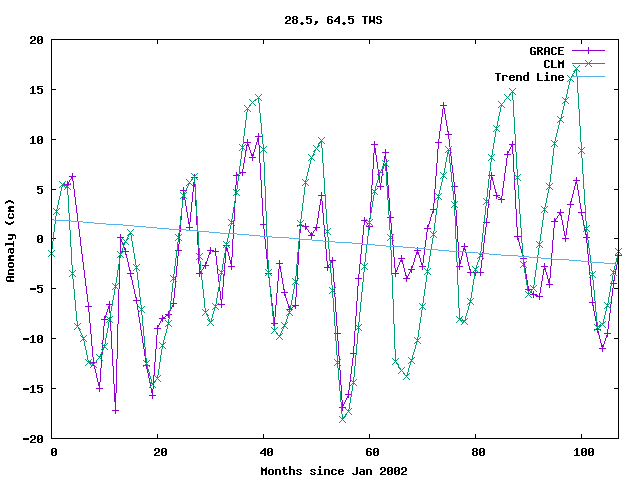 28.5, 64.5 TWS
GRACE
CLM
Trend Line
20
15
10
5
0
-5
-10
-15
-20
Anomaly (cm)
0 20 40 60 80 100
Months since Jan 2002